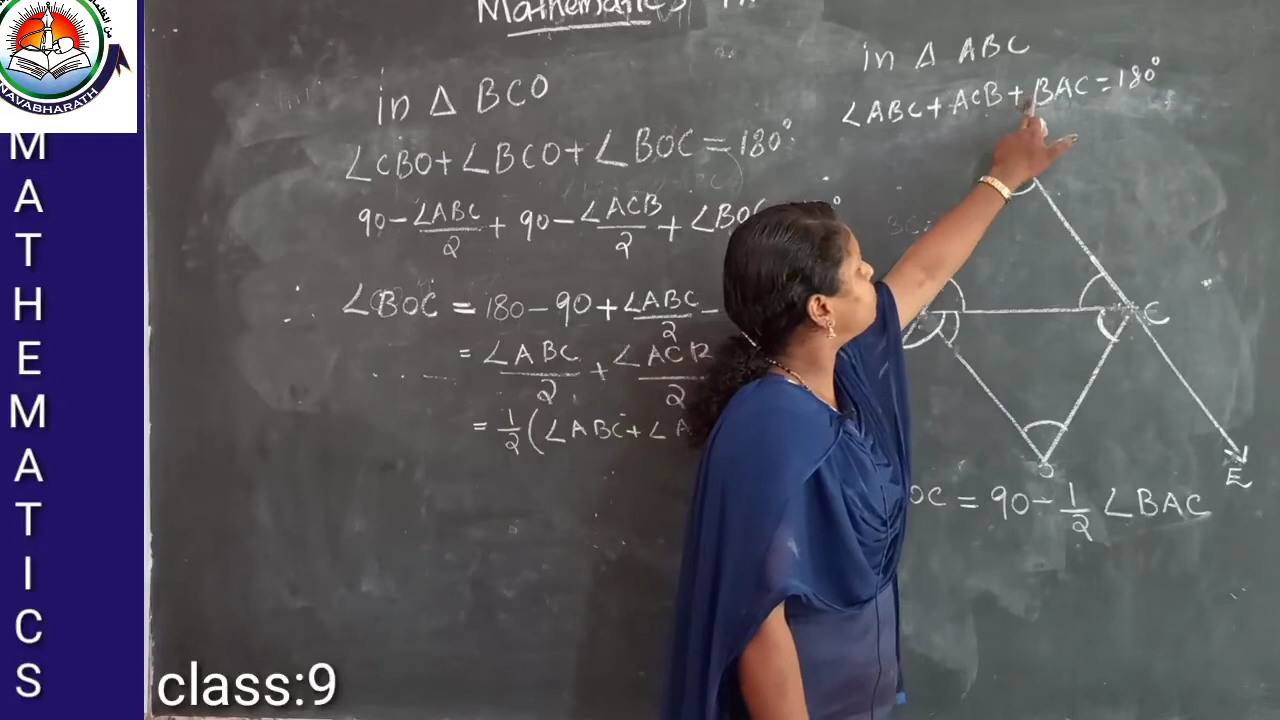 NAVABHARATH
MATHEMATICS
class:9
Mathematics
in Δ BCO
∠CBO+∠BCO+∠BOC=180°
90-∠ABC/2 + 90-∠ACB/2 + ∠BOC
∴ ∠BOC = 180-90+∠ABC/2 -
= ∠ABC/2 + ∠ACB/2
= 1/2(∠ABC+∠A
in Δ ABC
∠ABC+ACB+BAC=180°
C
O
E
OC = 90-1/2 ∠BAC